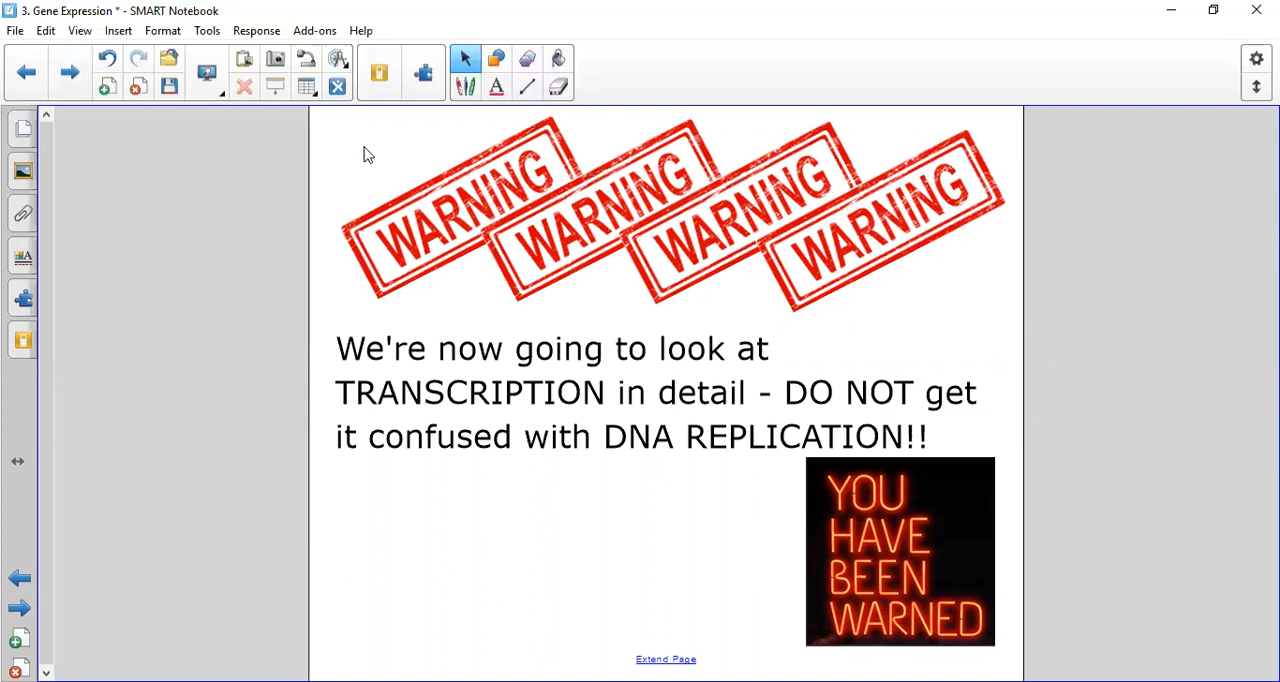 3. Gene Expression * - SMART Notebook
File Edit View Insert Format Tools Response Add-ons Help
WARNING WARNING WARNING WARNING
We're now going to look at
TRANSCRIPTION in detail - DO NOT get
it confused with DNA REPLICATION!!
YOU
HAVE
BEEN
WARNED
Extend Page